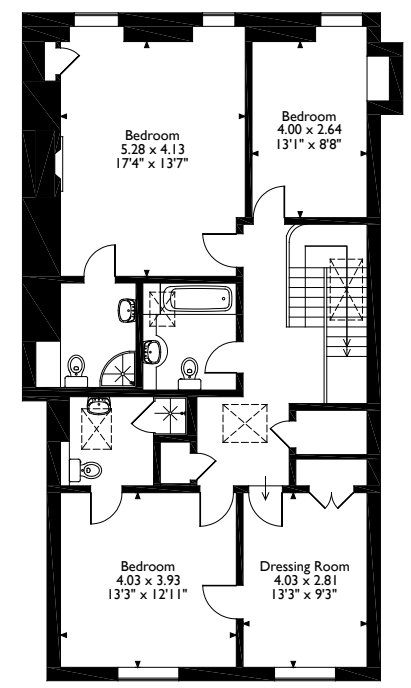 Bedroom
5.28 x 4.13
17'4" x 13'7"
Bedroom
4.00 x 2.64
13'1" x 8'8"
Bedroom
4.03 x 3.93
13'3" x 12'11"
Dressing Room
4.03 x 2.81
13'3" x 9'3"